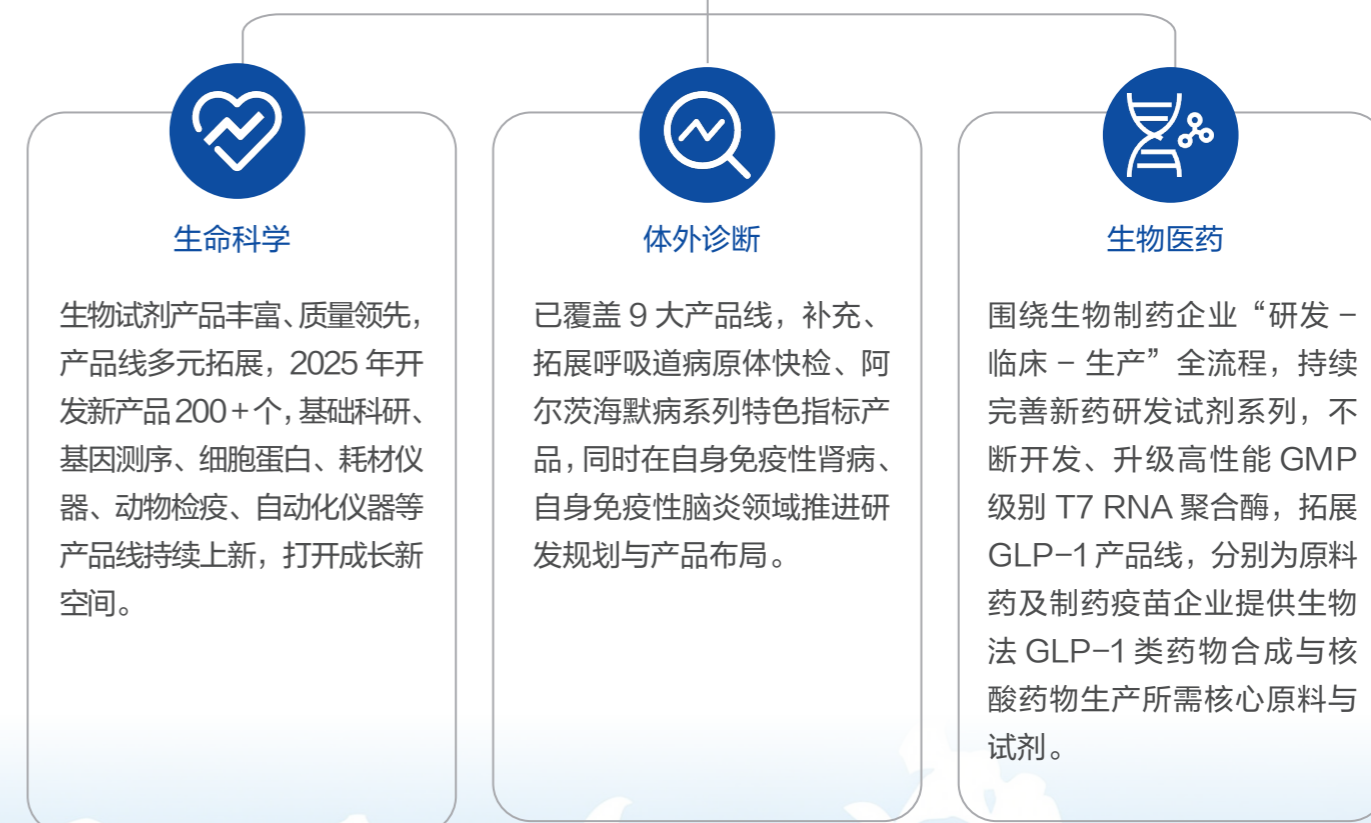 生命科学
生物试剂产品丰富、质量领先，
产品线多元拓展，2025 年开
发新产品 200+个，基础科研、
基因测序、细胞蛋白、耗材仪
器、动物检疫、自动化仪器等
产品线持续上新，打开成长新
空间。
体外诊断
已覆盖 9 大产品线，补充、
拓展呼吸道病原体快检、阿
尔茨海默病系列特色指标产
品，同时在自身免疫性肾病、
自身免疫性脑炎领域推进研
发规划与产品布局。
生物医药
围绕生物制药企业“研发 –
临床 – 生产”全流程，持续
完善新药研发试剂系列，不
断开发、升级高性能 GMP
级别 T7 RNA 聚合酶，拓展
GLP–1 产品线，分别为原料
药及制药疫苗企业提供生物
法 GLP–1 类药物合成与核
酸药物生产所需核心原料与
试剂。